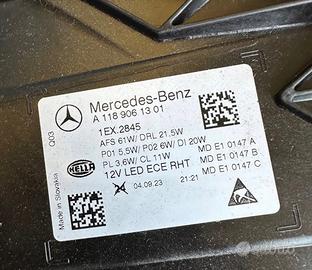 Mercedes-Benz
A 118 906 13 01
1EX.2845
AFS 61W/ DRL 21,5W
P01 5.5W/ P02 6W/ DI 20W
PL 3,6W/ CL 11W
12V LED ECE RHT
MD E1 0147 A
MD E1 0147 B
MD E1 0147 C
04.09.23
21:21
Q03
HELLA
Made in Slovakia
subito